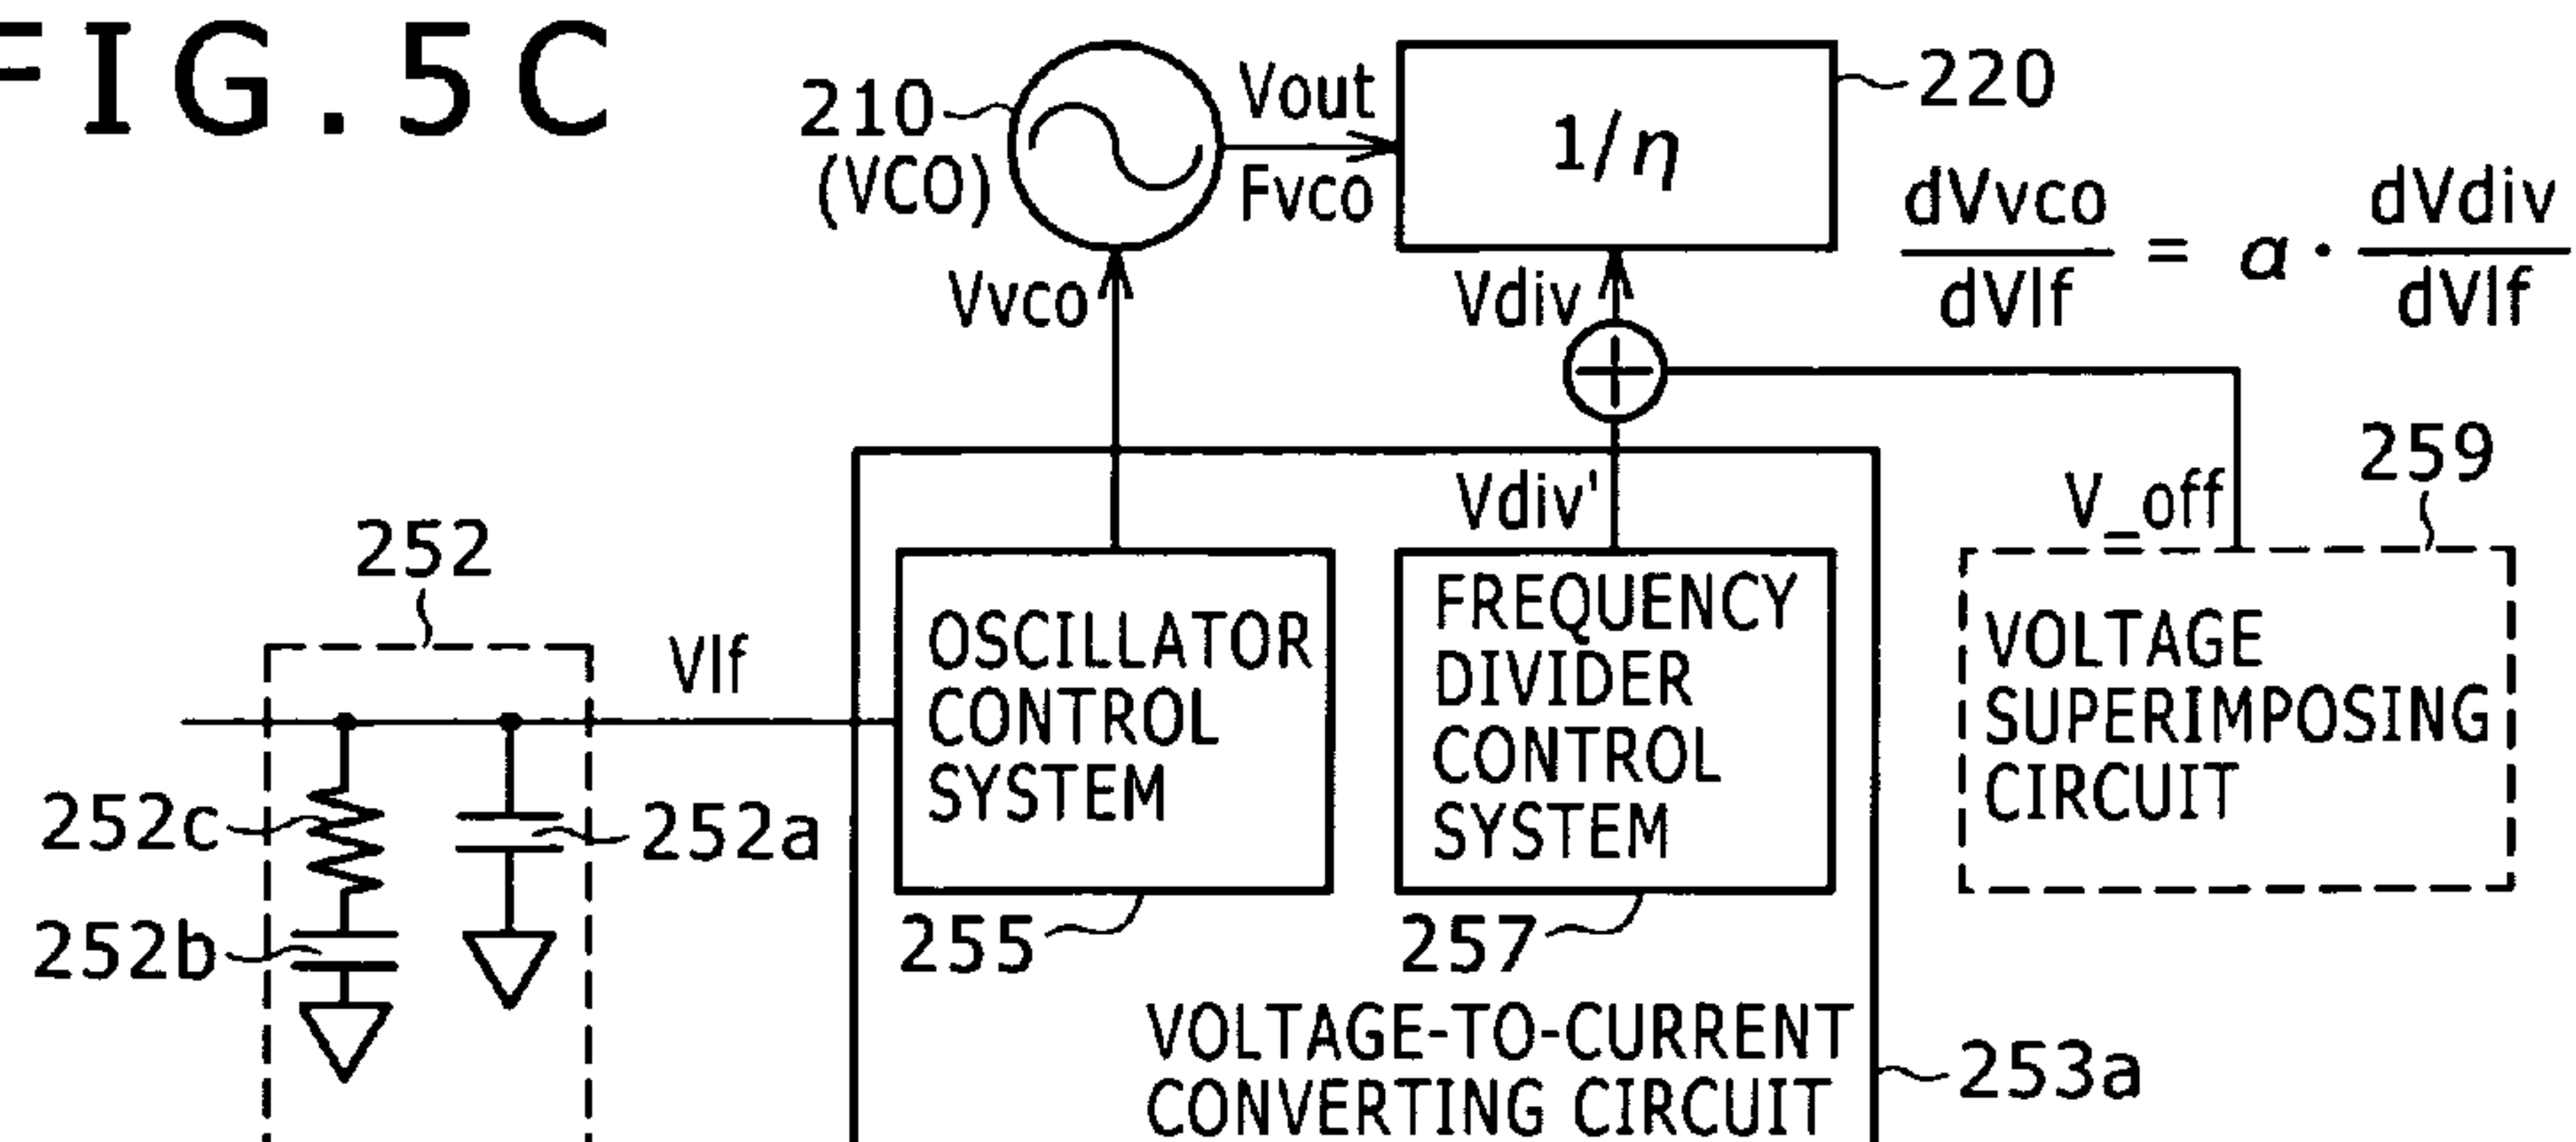 FIG.5C
210
(VCO)
Vout
Fvco
1/η
220
dVvco/dVlf = α · dVdiv/dVlf
Vvco
Vdiv
Vdiv'
V_off
259
252
Vlf
OSCILLATOR
CONTROL
SYSTEM
FREQUENCY
DIVIDER
CONTROL
SYSTEM
VOLTAGE
SUPERIMPOSING
CIRCUIT
252c
252a
252b
255
257
VOLTAGE-TO-CURRENT
CONVERTING CIRCUIT
253a